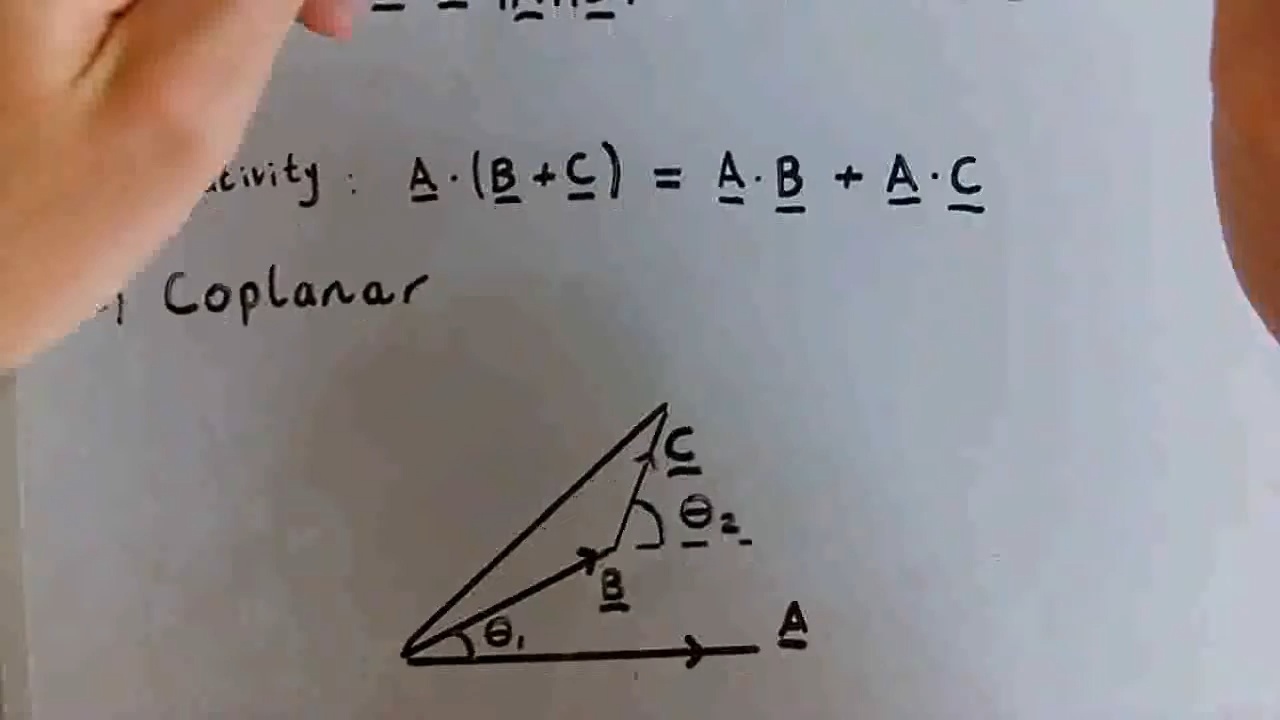 A · (B + C) = A · B + A · C
Coplanar
C
θ₂
B
θ₁
A